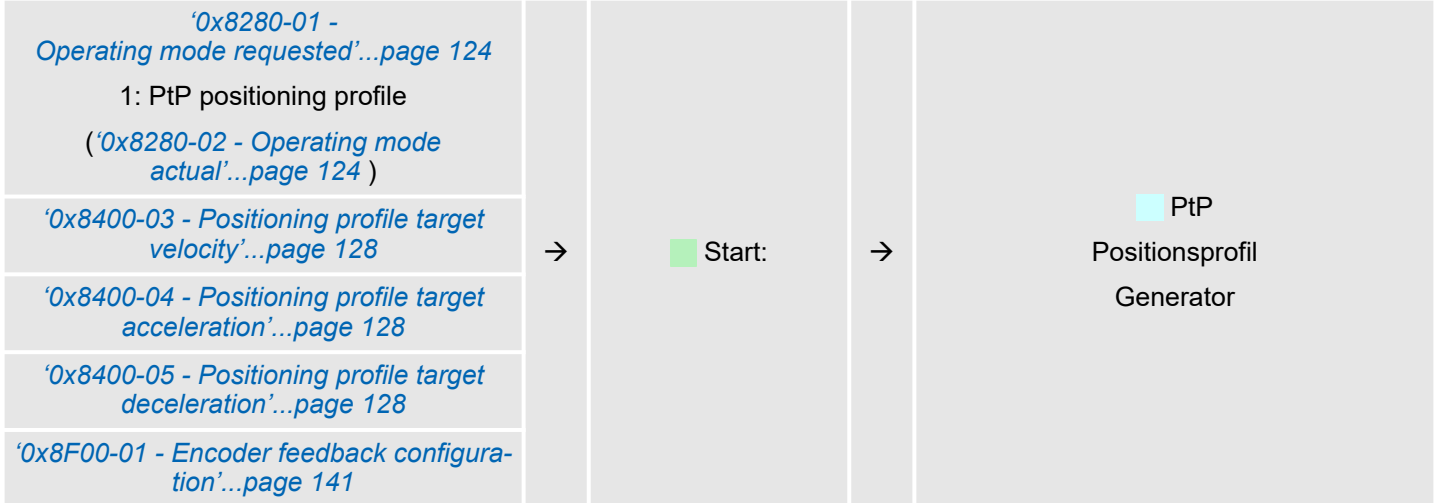 ‘0x8280-01 -
Operating mode requested’...page 124
1: PtP positioning profile
(‘0x8280-02 - Operating mode
actual’...page 124 )
‘0x8400-03 - Positioning profile target
velocity’...page 128
‘0x8400-04 - Positioning profile target
acceleration’...page 128
‘0x8400-05 - Positioning profile target
deceleration’...page 128
‘0x8F00-01 - Encoder feedback configura-
tion’...page 141
→
Start:
→
PtP
Positionsprofil
Generator